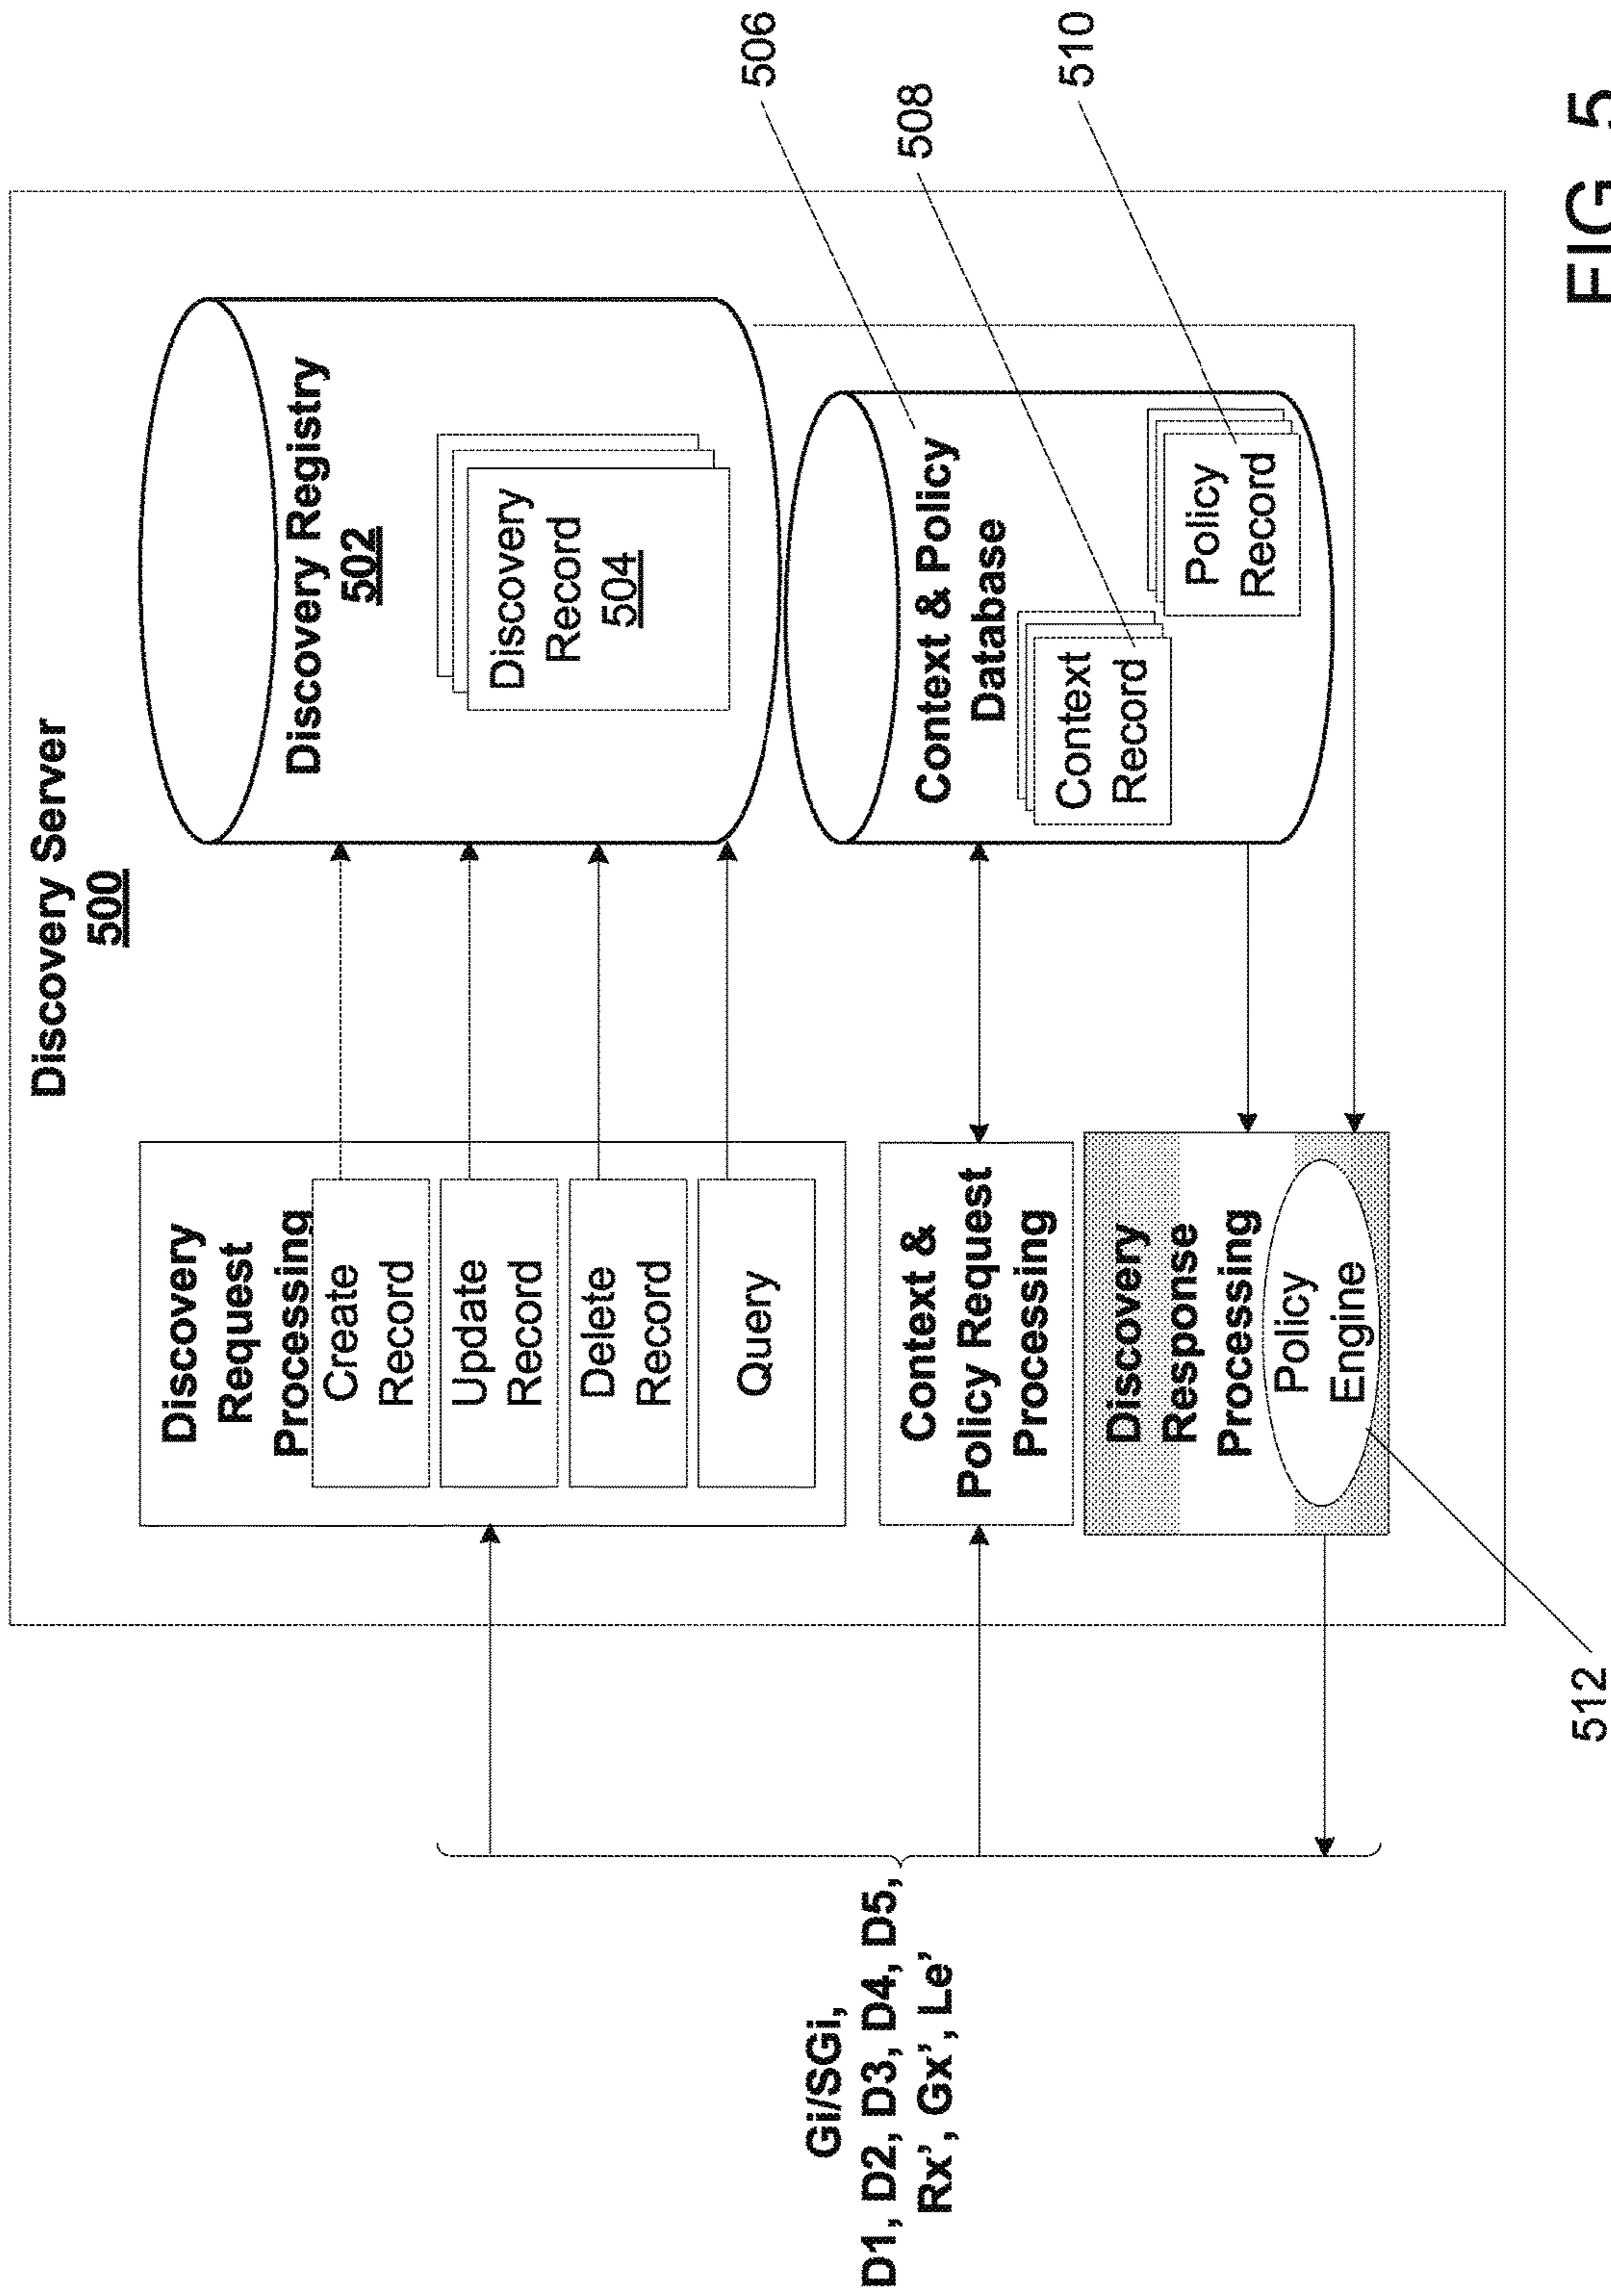 Discovery Server
500
Discovery
Request
Processing
Create
Record
Update
Record
Delete
Record
Query
Discovery Registry
502
Discovery
Record
504
Context &
Policy Request
Processing
Context & Policy
Database
Context
Record
Policy
Record
Discovery
Response
Processing
Policy
Engine
Gi/SGi,
D1, D2, D3, D4, D5,
Rx’, Gx’, Le’
506
508
510
512
FIG. 5